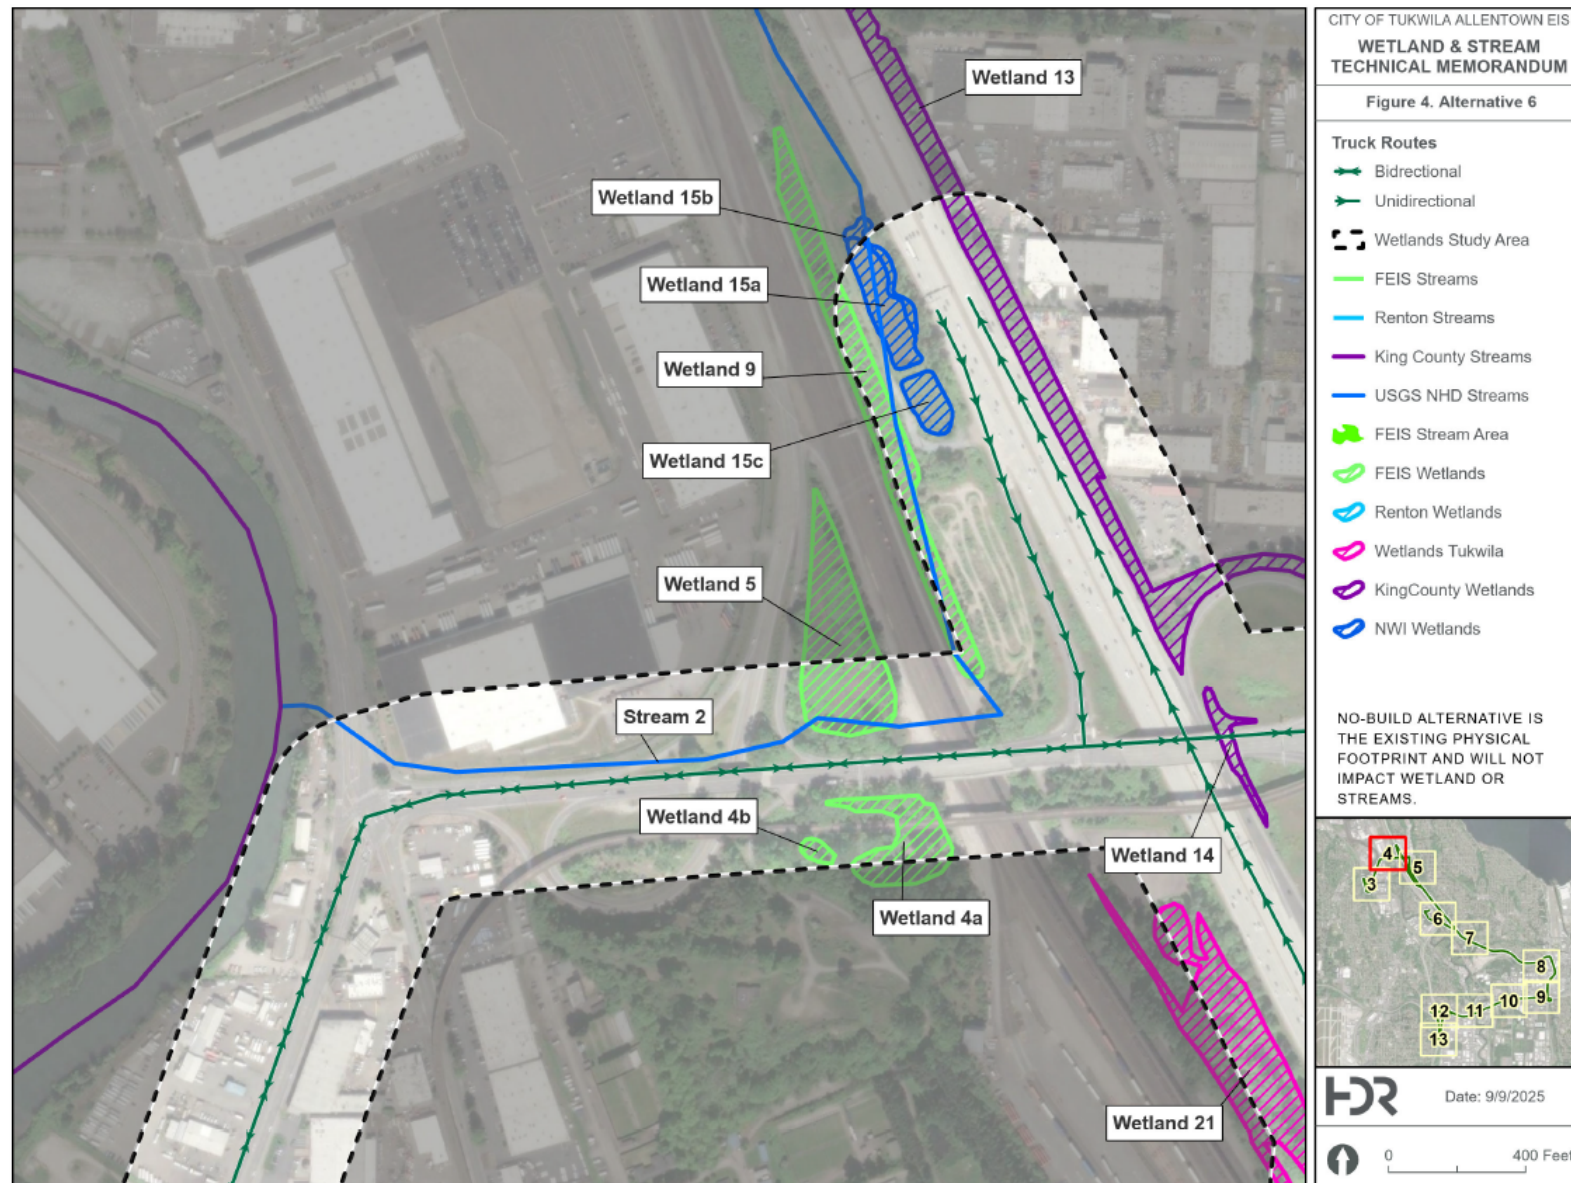 Wetland 13
Wetland 15b
Wetland 15a
Wetland 9
Wetland 15c
Wetland 5
Stream 2
Wetland 4b
Wetland 14
Wetland 4a
Wetland 21
CITY OF TUKWILA ALLENTOWN EIS
WETLAND & STREAM
TECHNICAL MEMORANDUM
Figure 4. Alternative 6
Truck Routes
Bidrectional
Unidirectional
Wetlands Study Area
FEIS Streams
Renton Streams
King County Streams
USGS NHD Streams
FEIS Stream Area
FEIS Wetlands
Renton Wetlands
Wetlands Tukwila
KingCounty Wetlands
NWI Wetlands
NO-BUILD ALTERNATIVE IS
THE EXISTING PHYSICAL
FOOTPRINT AND WILL NOT
IMPACT WETLAND OR
STREAMS.
4
5
3
6
7
8
9
10
11
12
13
HDR
Date: 9/9/2025
0 400 Feet